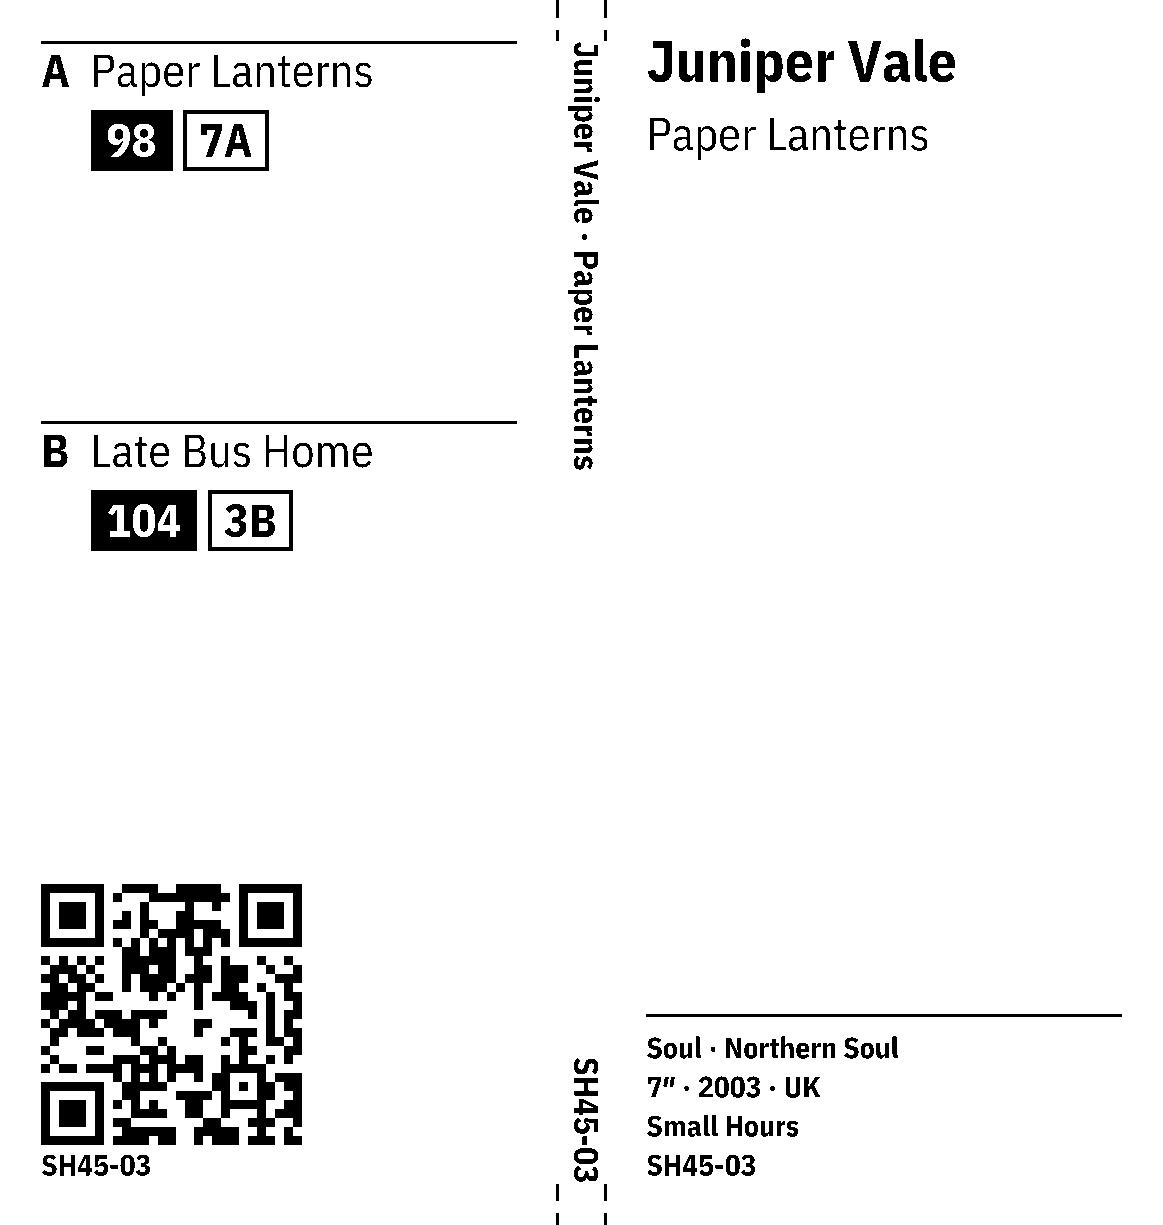 A Paper Lanterns
98 7A
B Late Bus Home
104 3B
SH45-03
Juniper Vale · Paper Lanterns
SH45-03
Juniper Vale
Paper Lanterns
Soul · Northern Soul
7″ · 2003 · UK
Small Hours
SH45-03